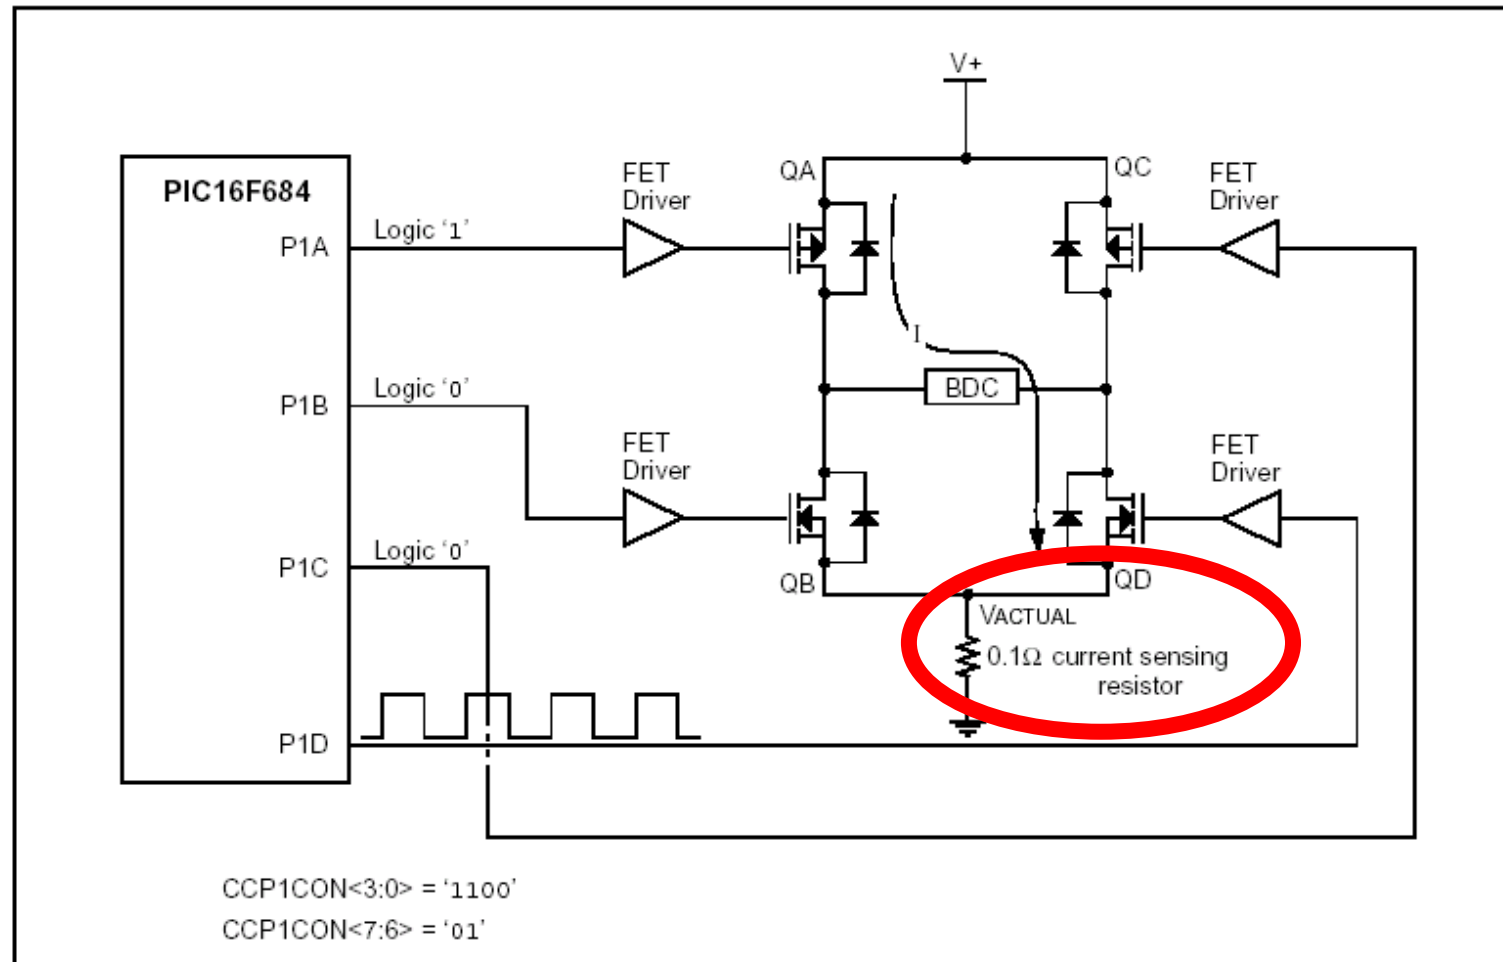 V+
QA
QC
FET
Driver
FET
Driver
PIC16F684
P1A
Logic ‘1’
I
P1B
Logic ‘0’
BDC
FET
Driver
FET
Driver
P1C
Logic ‘0’
QB
QD
VACTUAL
0.1Ω current sensing
resistor
P1D
CCP1CON<3:0> = ‘1100’
CCP1CON<7:6> = ‘01’